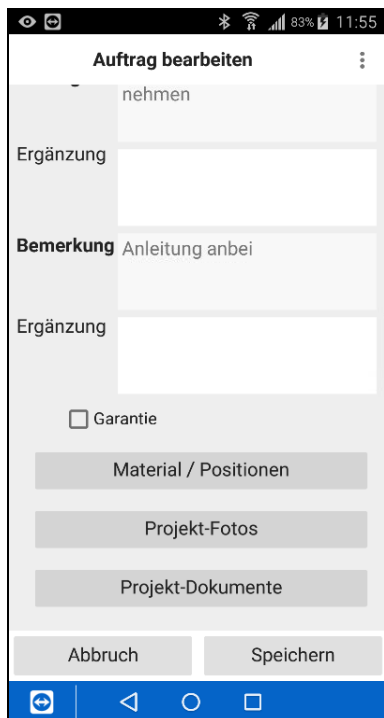 83% 11:55
Auftrag bearbeiten
nehmen
Ergänzung
Bemerkung Anleitung anbei
Ergänzung
Garantie
Material / Positionen
Projekt-Fotos
Projekt-Dokumente
Abbruch Speichern